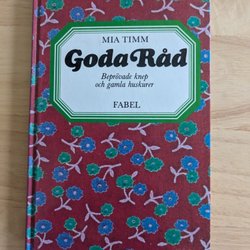 MIA TIMM
Goda Råd
Beprövade knep
och gamla huskurer
FABEL